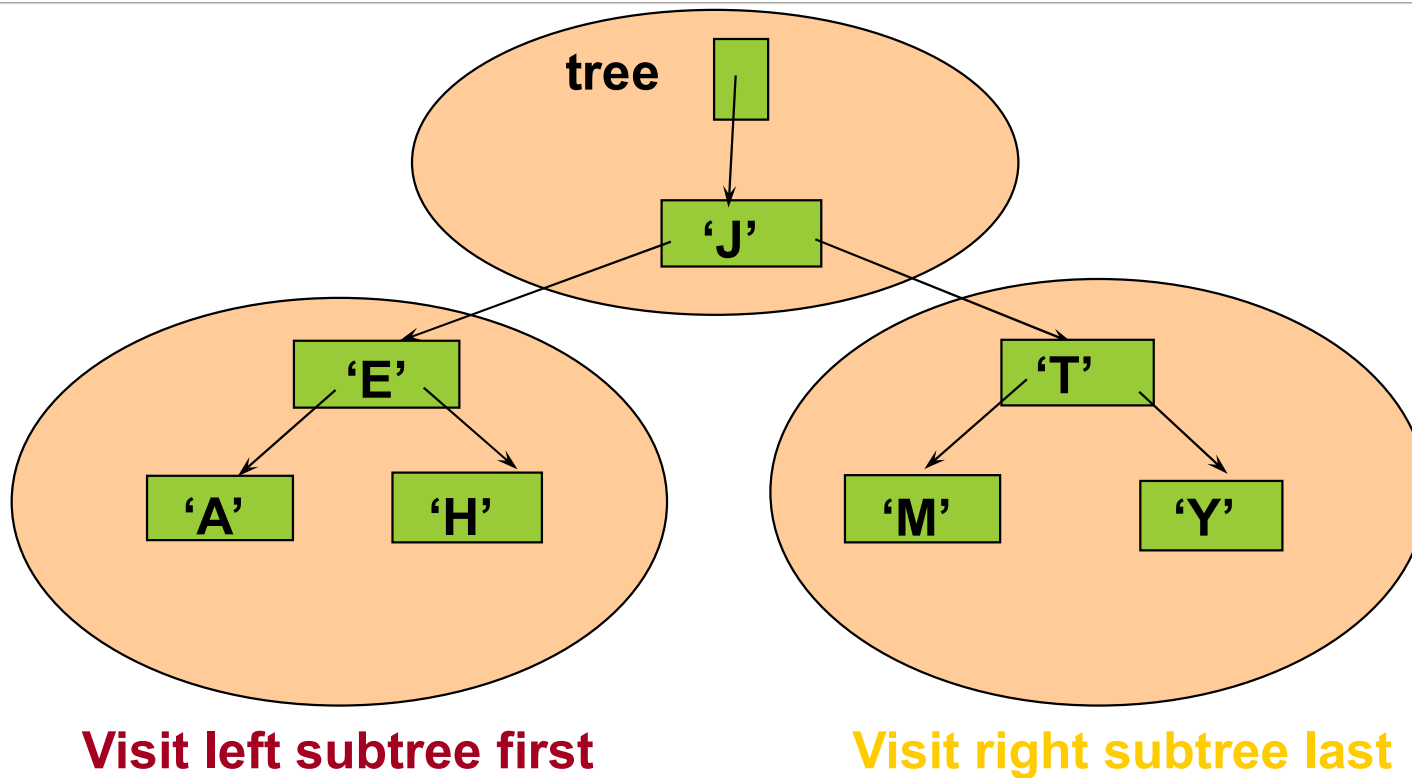 tree
‘J’
‘E’
‘T’
‘A’
‘H’
‘M’
‘Y’
Visit left subtree first
Visit right subtree last